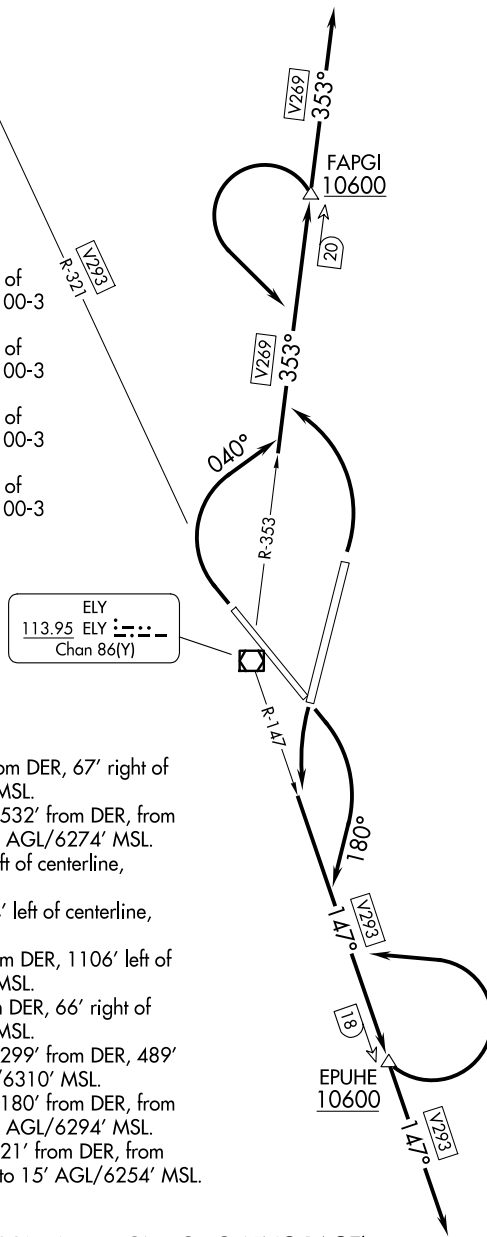 V269
353°
FAPGI
10600
20
V293
R-321
of
00-3
of
00-3
of
00-3
of
00-3
V269
353°
040°
R-353
ELY
113.95 ELY
Chan 86(Y)
R-147
om DER, 67' right of
MSL.
532' from DER, from
AGL/6274' MSL.
ft of centerline,
' left of centerline,
m DER, 1106' left of
MSL.
m DER, 66' right of
MSL.
299' from DER, 489'
/6310' MSL.
180' from DER, from
AGL/6294' MSL.
21' from DER, from
to 15' AGL/6254' MSL.
180°
147°
V293
18
EPUHE
10600
147°
V293